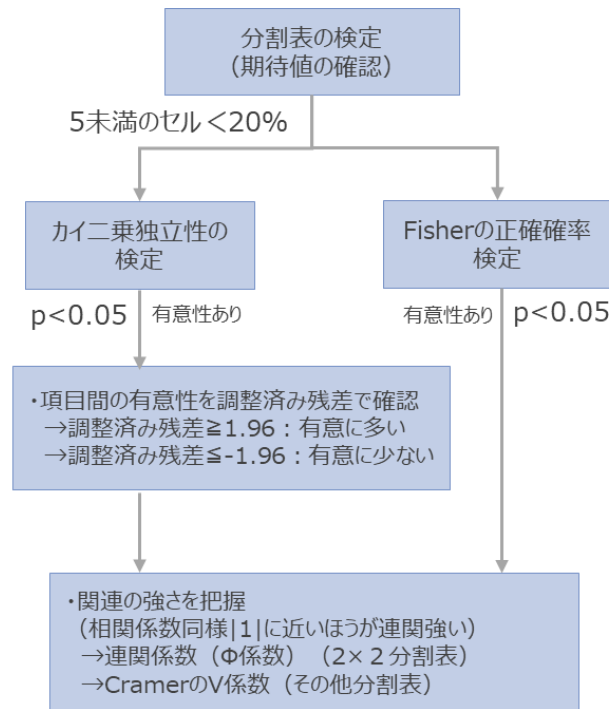 分割表の検定
（期待値の確認）
5未満のセル＜20%
カイ二乗独立性の
検定
Fisherの正確確率
検定
p<0.05 有意性あり
有意性あり p<0.05
・項目間の有意性を調整済み残差で確認
→調整済み残差≧1.96：有意に多い
→調整済み残差≦-1.96：有意に少ない
・関連の強さを把握
（相関係数同様|1|に近いほうが連関強い）
→連関係数（Φ係数）（2×２分割表）
→CramerのV係数（その他分割表）